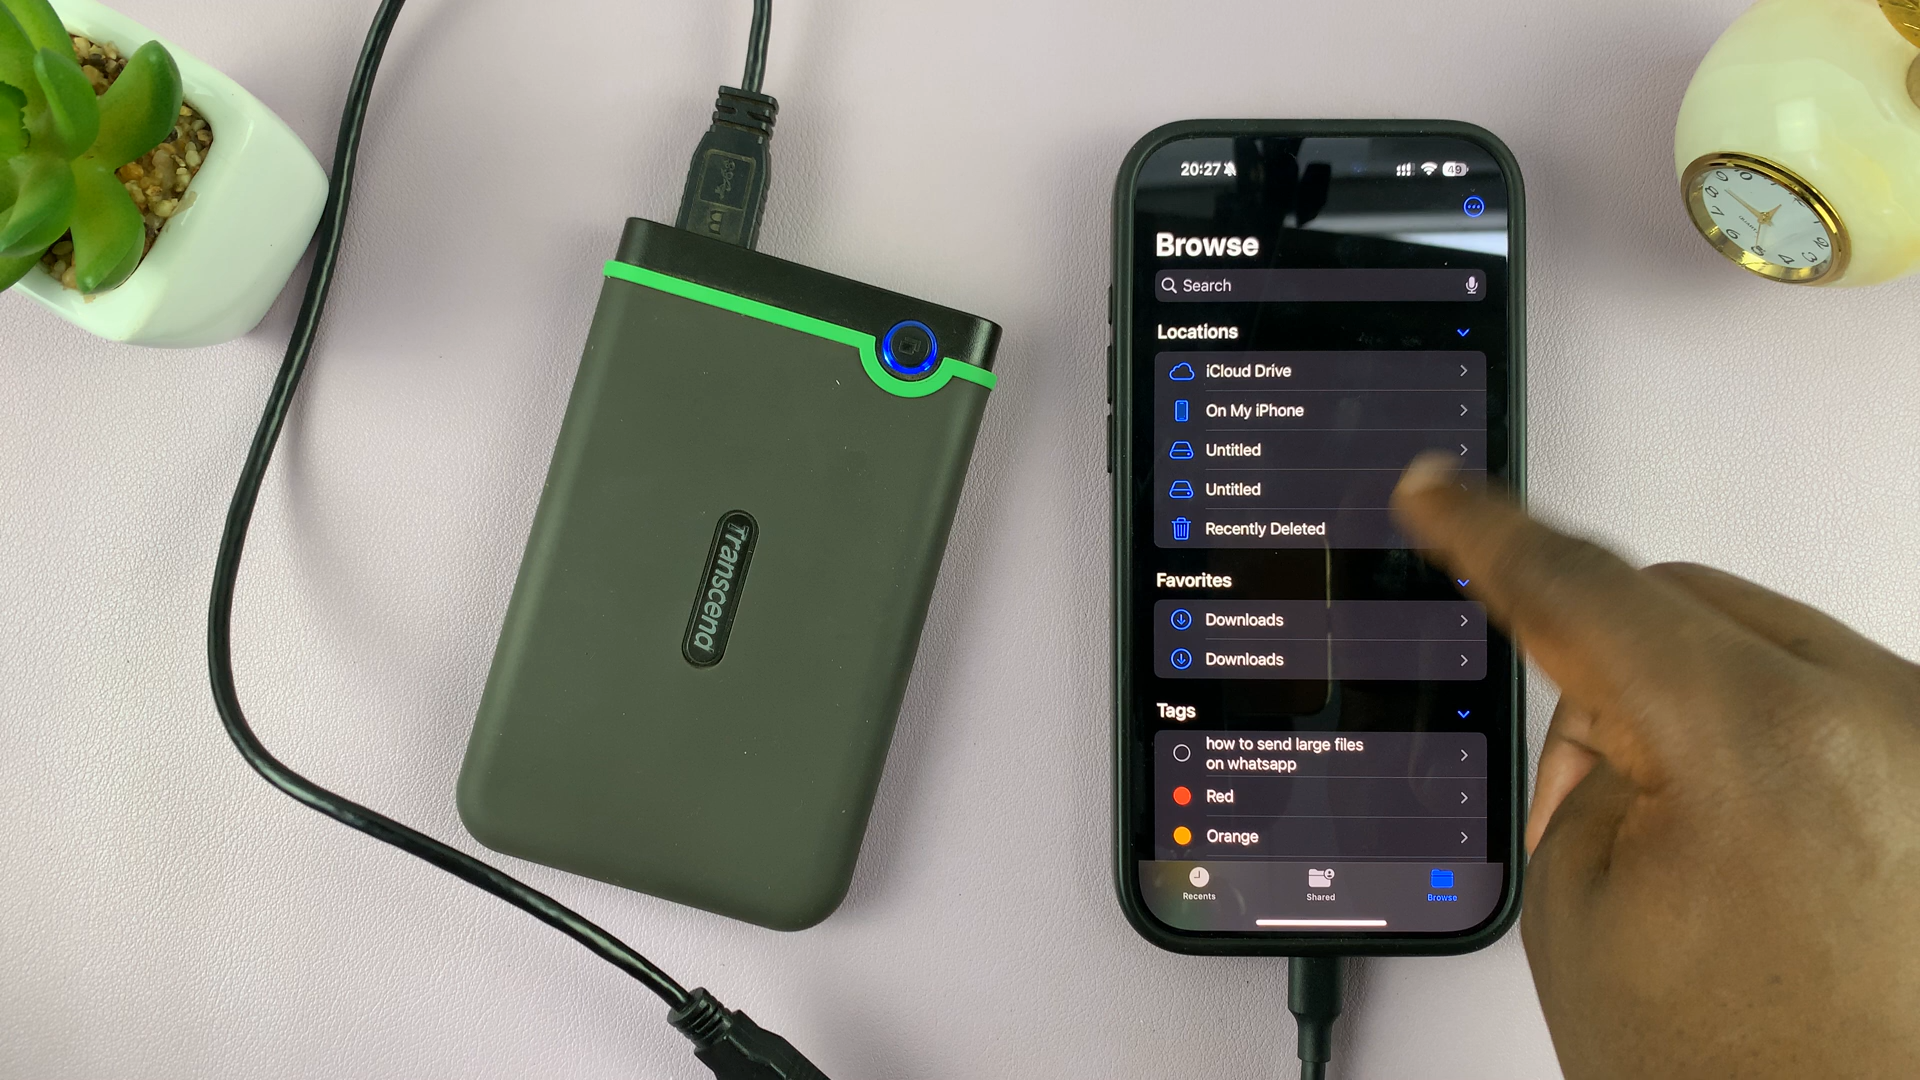 Transcend
20:27
49
Browse
Search
Locations
iCloud Drive
On My iPhone
Untitled
Untitled
Recently Deleted
Favorites
Downloads
Downloads
Tags
how to send large files
on whatsapp
Red
Orange
Recents
Shared
Browse